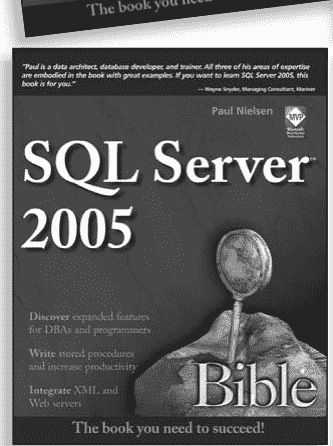 The book you need
"Paul is a data architect, database developer, and trainer. All three of his areas of expertise
are embodied in the book with great examples. If you want to learn SQL Server 2005, this
book is for you."
— Wayne Snyder, Managing Consultant, Mariner
Paul Nielsen
MVP
Microsoft
SQL Server™
2005
Discover expanded features
for DBAs and programmers
Write stored procedures
and increase productivity
Integrate XML and
Web servers
Bible
The book you need to succeed!